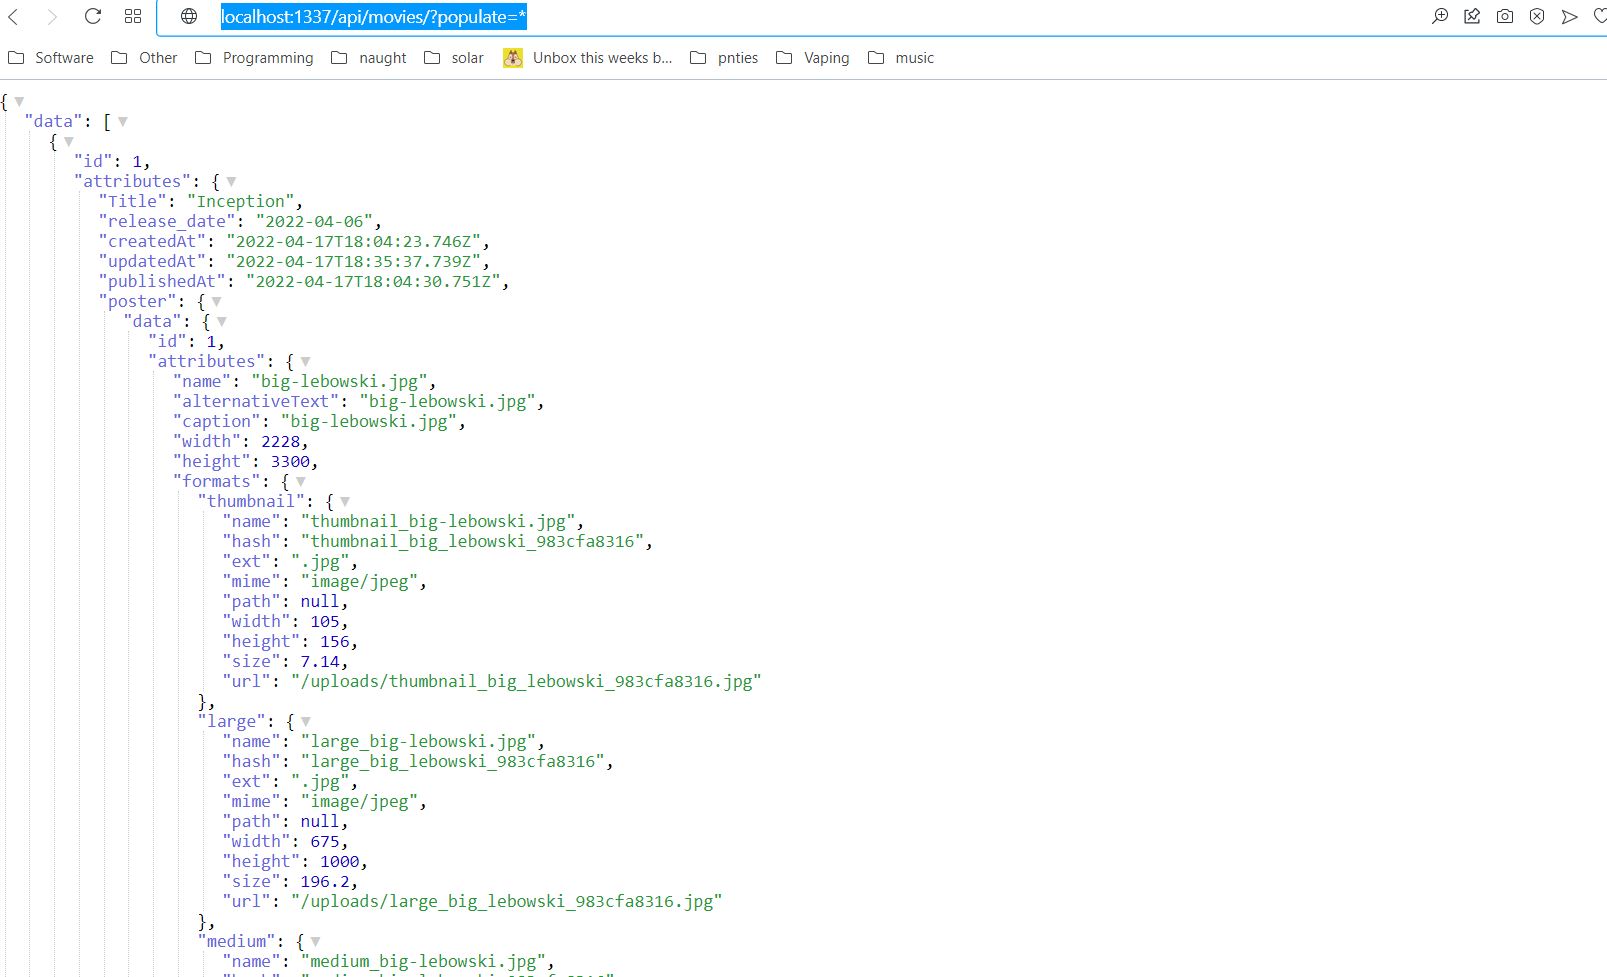 localhost:1337/api/movies/?populate=*
Software Other Programming naught solar Unbox this weeks b... pnties Vaping music
{
"data": [
{
"id": 1,
"attributes": {
"Title": "Inception",
"release_date": "2022-04-06",
"createdAt": "2022-04-17T18:04:23.746Z",
"updatedAt": "2022-04-17T18:35:37.739Z",
"publishedAt": "2022-04-17T18:04:30.751Z",
"poster": {
"data": {
"id": 1,
"attributes": {
"name": "big-lebowski.jpg",
"alternativeText": "big-lebowski.jpg",
"caption": "big-lebowski.jpg",
"width": 2228,
"height": 3300,
"formats": {
"thumbnail": {
"name": "thumbnail_big-lebowski.jpg",
"hash": "thumbnail_big_lebowski_983cfa8316",
"ext": ".jpg",
"mime": "image/jpeg",
"path": null,
"width": 105,
"height": 156,
"size": 7.14,
"url": "/uploads/thumbnail_big_lebowski_983cfa8316.jpg"
},
"large": {
"name": "large_big-lebowski.jpg",
"hash": "large_big_lebowski_983cfa8316",
"ext": ".jpg",
"mime": "image/jpeg",
"path": null,
"width": 675,
"height": 1000,
"size": 196.2,
"url": "/uploads/large_big_lebowski_983cfa8316.jpg"
},
"medium": {
"name": "medium_big-lebowski.jpg",